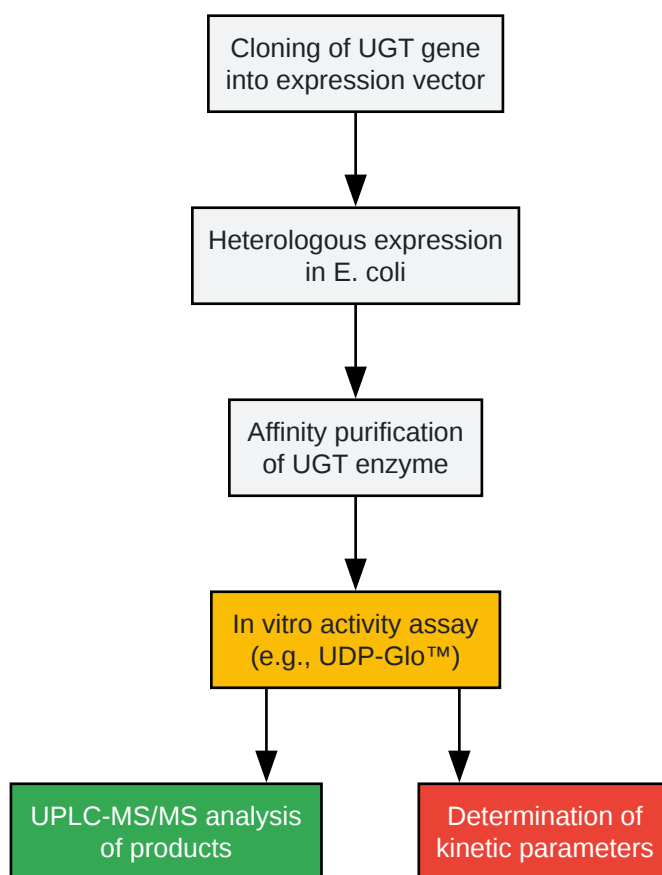 Cloning of UGT gene
into expression vector
Heterologous expression
in E. coli
Affinity purification
of UGT enzyme
In vitro activity assay
(e.g., UDP-Glo™)
UPLC-MS/MS analysis
of products
Determination of
kinetic parameters